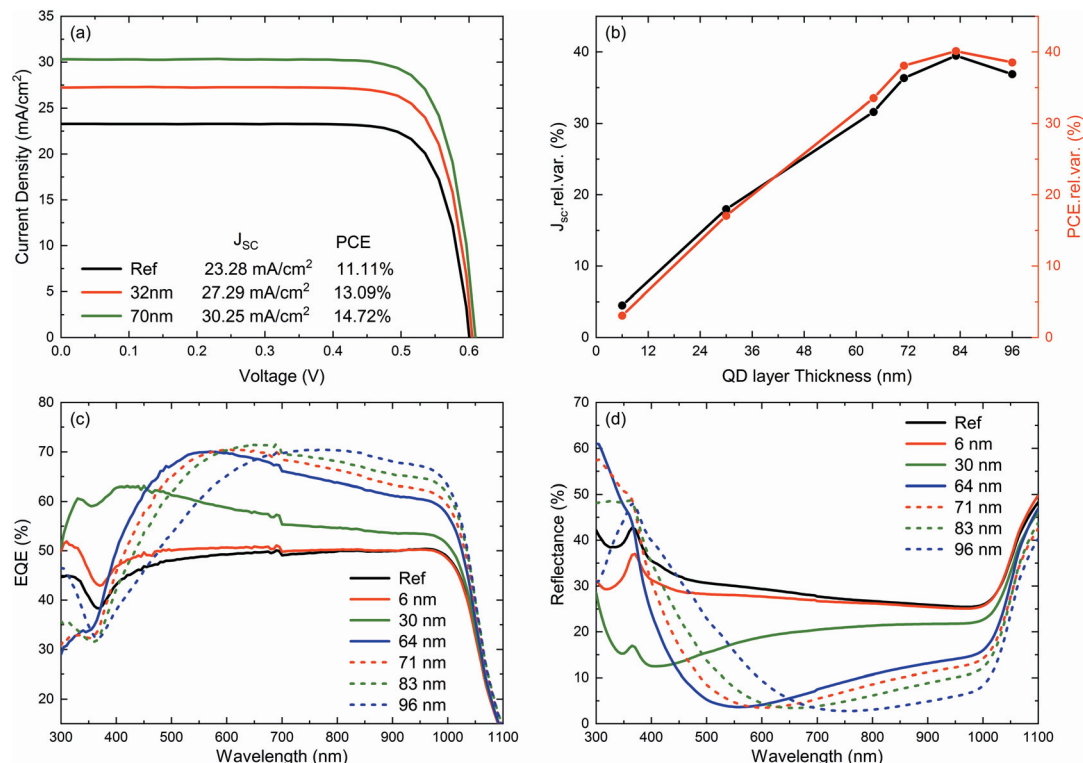 (a)
35
30
25
20
15
10
5
0
Current Density (mA/cm²)
J_SC PCE
Ref 23.28 mA/cm² 11.11%
32nm 27.29 mA/cm² 13.09%
70nm 30.25 mA/cm² 14.72%
0.0 0.1 0.2 0.3 0.4 0.5 0.6
Voltage (V)
(b)
40
30
20
10
0
J_sc.rel.var. (%)
40
30
20
10
0
PCE.rel.var. (%)
0 12 24 36 48 60 72 84 96
QD layer Thickness (nm)
(c)
80
70
60
50
40
30
20
EQE (%)
Ref
6 nm
30 nm
64 nm
71 nm
83 nm
96 nm
300 400 500 600 700 800 900 1000 1100
Wavelength (nm)
(d)
70
60
50
40
30
20
10
0
Reflectance (%)
Ref
6 nm
30 nm
64 nm
71 nm
83 nm
96 nm
300 400 500 600 700 800 900 1000 1100
Wavelength (nm)